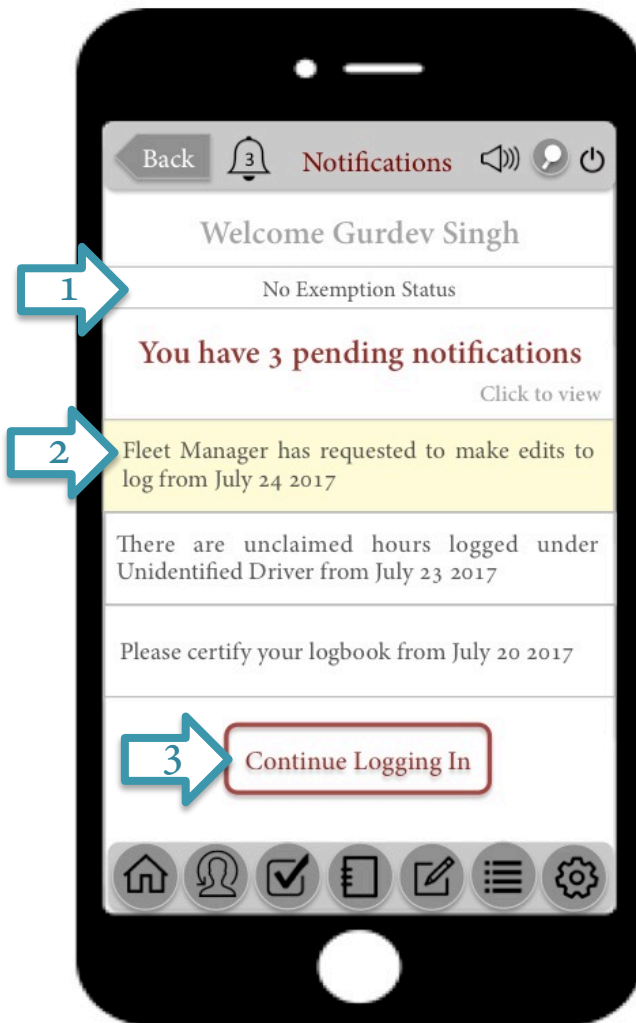 Back 3 Notifications
Welcome Gurdev Singh
1
No Exemption Status
You have 3 pending notifications
Click to view
2
Fleet Manager has requested to make edits to
log from July 24 2017
There are unclaimed hours logged under
Unidentified Driver from July 23 2017
Please certify your logbook from July 20 2017
3
Continue Logging In